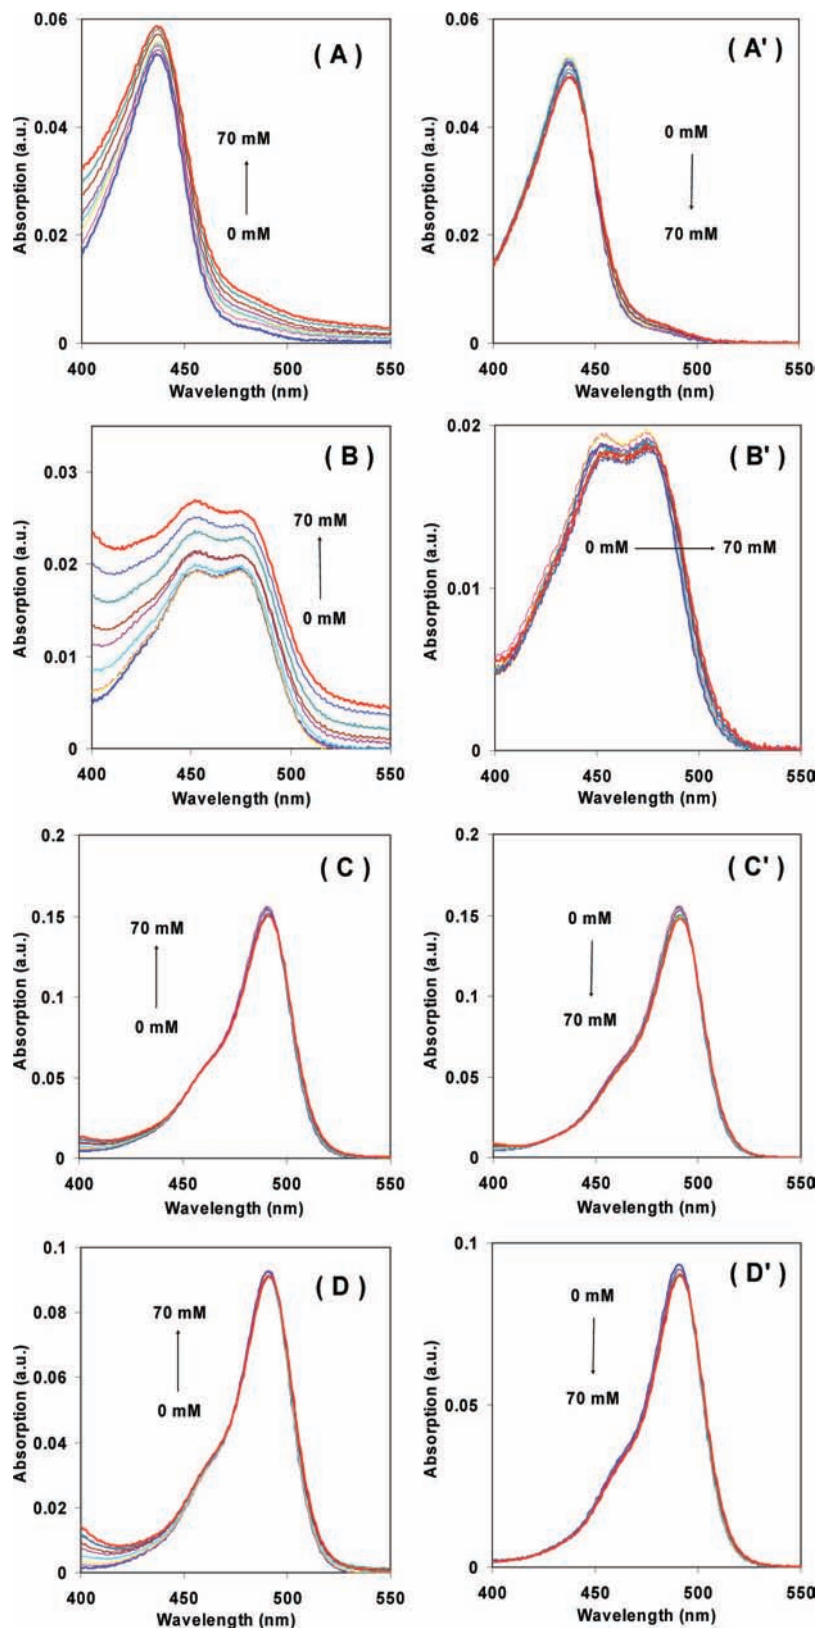 ( A )
0.06
0.04
0.02
0
Absorption (a.u.)
70 mM
0 mM
400 450 500 550
Wavelength (nm)
( A' )
0.06
0.04
0.02
0
Absorption (a.u.)
0 mM
70 mM
400 450 500 550
Wavelength (nm)
( B )
0.03
0.02
0.01
0
Absorption (a.u.)
70 mM
0 mM
400 450 500 550
Wavelength (nm)
( B' )
0.02
0.01
0
Absorption (a.u.)
0 mM 70 mM
400 450 500 550
Wavelength (nm)
( C )
0.2
0.15
0.1
0.05
0
Absorption (a.u.)
70 mM
0 mM
400 450 500 550
Wavelength (nm)
( C' )
0.2
0.15
0.1
0.05
0
Absorption (a.u.)
0 mM
70 mM
400 450 500 550
Wavelength (nm)
( D )
0.1
0.08
0.06
0.04
0.02
0
Absorption (a.u.)
70 mM
0 mM
400 450 500 550
Wavelength (nm)
( D' )
0.1
0.05
0
Absorption (a.u.)
0 mM
70 mM
400 450 500 550
Wavelength (nm)